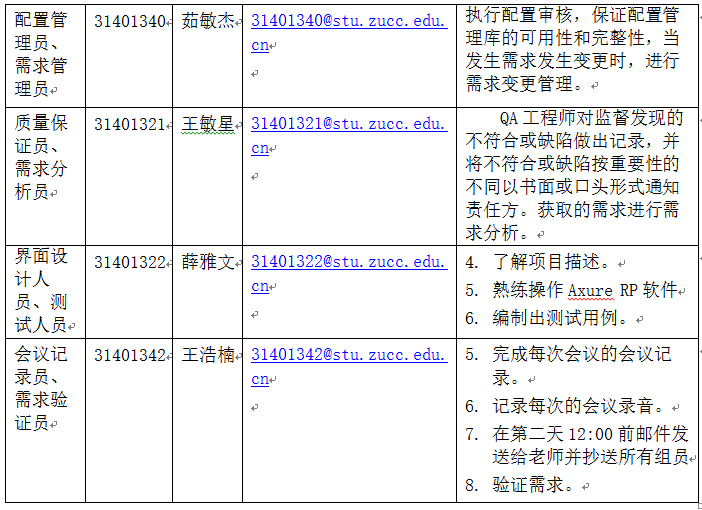 配置管
理员、
需求管
理员
31401340
茹敏杰
31401340@stu.zucc.edu.
cn
执行配置审核，保证配置管
理库的可用性和完整性，当
发生需求发生变更时，进行
需求变更管理。
质量保
证员、
需求分
析员
31401321
王敏星
31401321@stu.zucc.edu.
cn
QA 工程师对监督发现的
不符合或缺陷做出记录，并
将不符合或缺陷按重要性的
不同以书面或口头形式通知
责任方。获取的需求进行需
求分析。
界面设
计人
员、测
试人员
31401322
薛雅文
31401322@stu.zucc.edu.
cn
4. 了解项目描述。
5. 熟练操作 Axure RP 软件
6. 编制出测试用例。
会议记
录员、
需求验
证员
31401342
王浩楠
31401342@stu.zucc.edu.
cn
5. 完成每次会议的会议记
录。
6. 记录每次的会议录音。
7. 在第二天 12:00 前邮件发
送给老师并抄送所有组员
8. 验证需求。